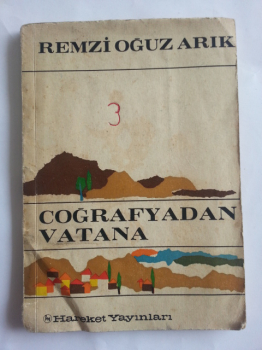 REMZİ OĞUZ ARIK
3
COĞRAFYADAN
VATANA
Hareket Yayınları